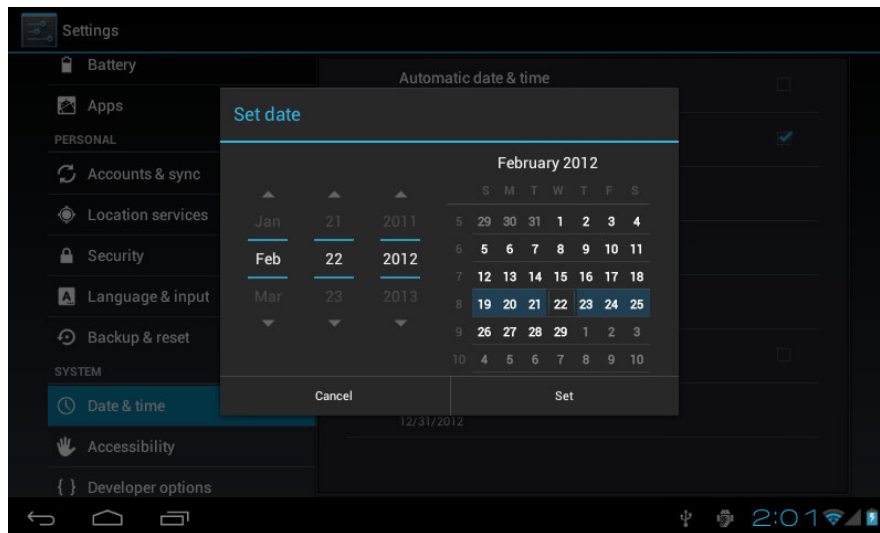 Settings
Battery
Apps
PERSONAL
Accounts & sync
Location services
Security
Language & input
Backup & reset
SYSTEM
Date & time
Accessibility
{ } Developer options
Automatic date & time
12/31/2012
Set date
Jan 21 2011
Feb 22 2012
Mar 23 2013
February 2012
S M T W T F S
5 29 30 31 1 2 3 4
6 5 6 7 8 9 10 11
7 12 13 14 15 16 17 18
8 19 20 21 22 23 24 25
9 26 27 28 29 1 2 3
10 4 5 6 7 8 9 10
Cancel
Set
2:01